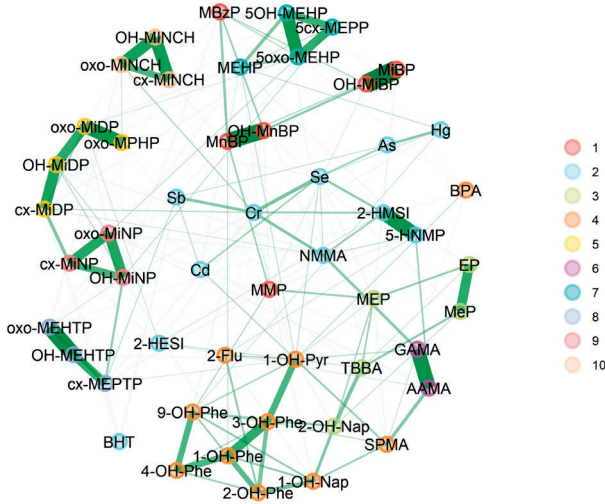 MBzP
5OH-MEHP
5cx-MEPP
OH-MiNCH
oxo-MiNCH
cx-MiNCH
5oxo-MEHP
MEHP
MiBP
OH-MiBP
oxo-MiDP
oxo-MPHP
OH-MnBP
MnBP
Hg
As
OH-MiDP
Se
BPA
Sb
cx-MiDP
Cr
2-HMSI
5-HNMP
oxo-MiNP
cx-MiNP
OH-MiNP
Cd
NMMA
EP
MMP
MEP
MeP
oxo-MEHTP
OH-MEHTP
cx-MEPTP
2-HESI
2-Flu
1-OH-Pyr
TBBA
GAMA
AAMA
9-OH-Phe
3-OH-Phe
2-OH-Nap
BHT
SPMA
1-OH-Phe
4-OH-Phe
2-OH-Phe
1-OH-Nap
1
2
3
4
5
6
7
8
9
10